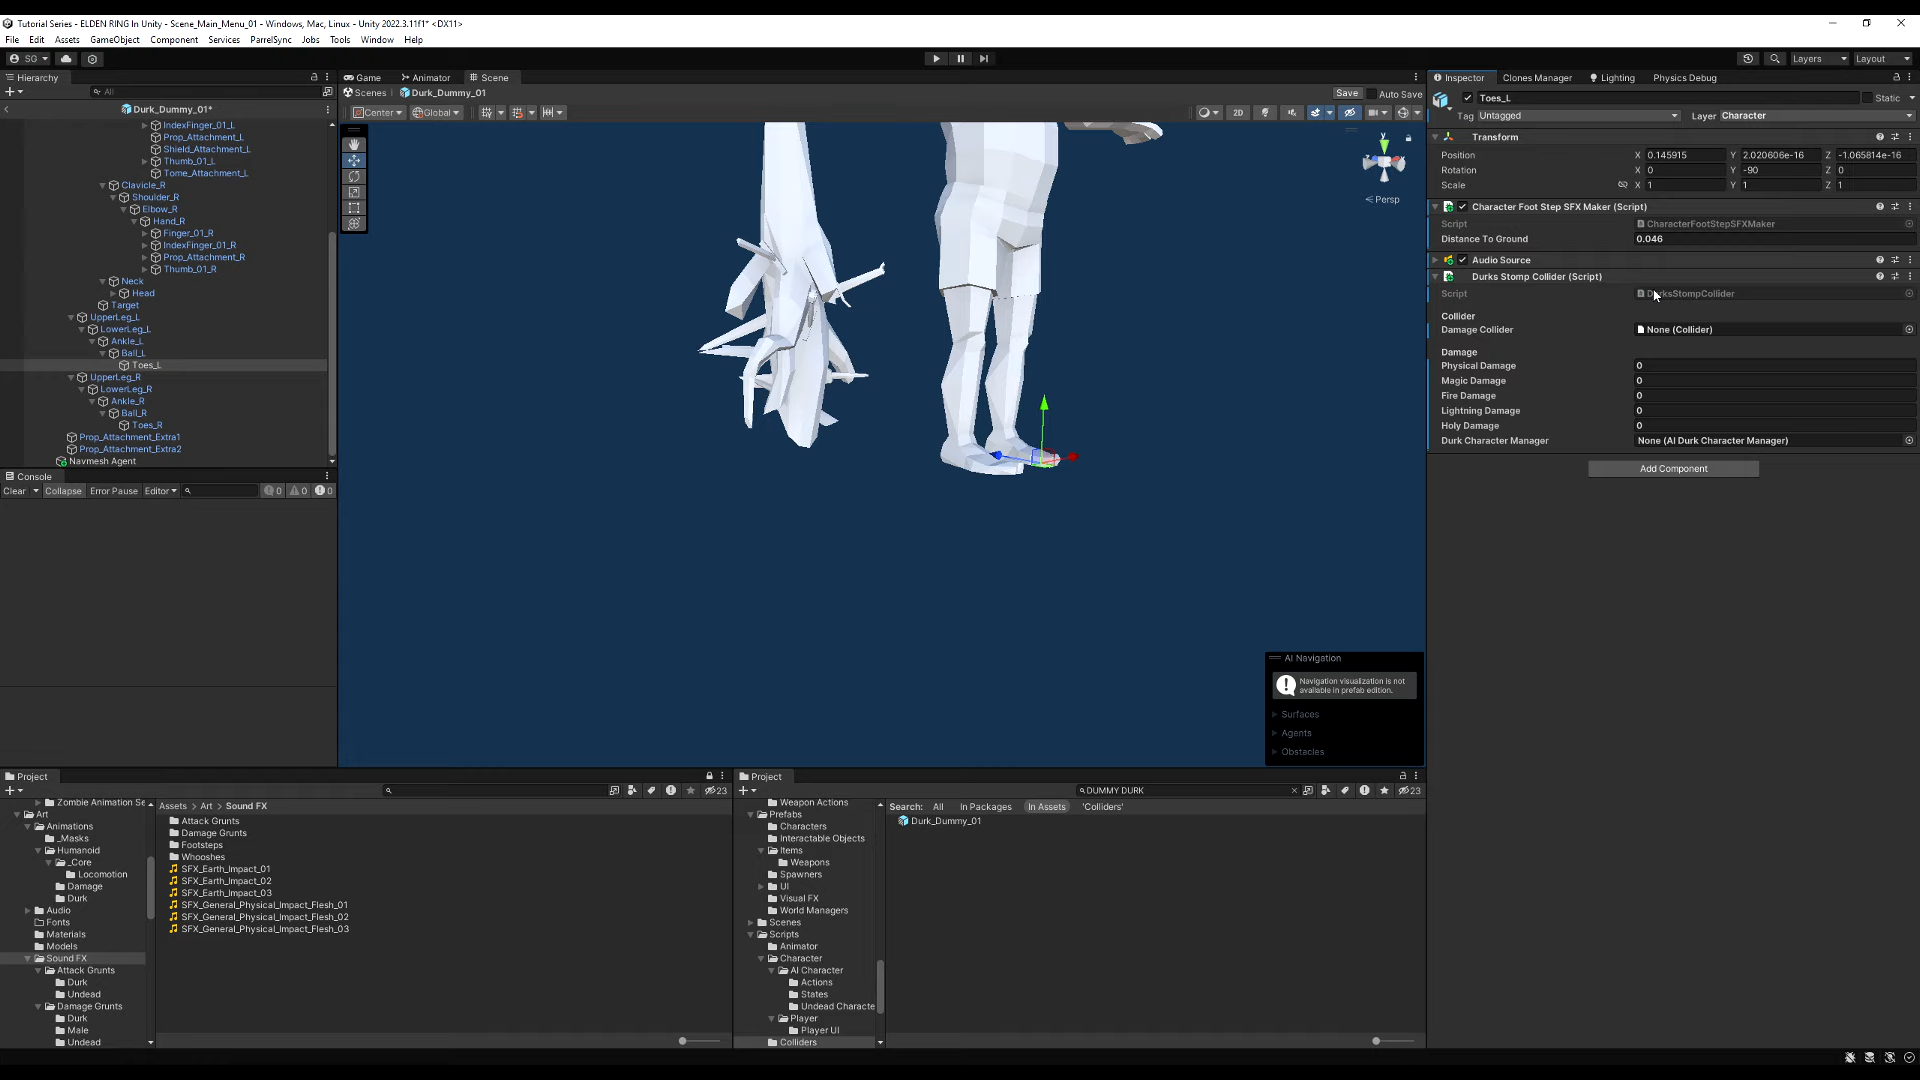 Tutorial Series - ELDEN RING In Unity - Scene_Main_Menu_01 - Windows, Mac, Linux - Unity 2022.3.11f1* <DX11>
File Edit Assets GameObject Component Services ParrelSync Jobs Tools Window Help
SG Layers Layout
Hierarchy
All
Durk_Dummy_01*
IndexFinger_01_L
Prop_Attachment_L
Shield_Attachment_L
Thumb_01_L
Tome_Attachment_L
Clavicle_R
Shoulder_R
Elbow_R
Hand_R
Finger_01_R
IndexFinger_01_R
Prop_Attachment_R
Thumb_01_R
Neck
Head
Target
UpperLeg_L
LowerLeg_L
Ankle_L
Ball_L
Toes_L
UpperLeg_R
LowerLeg_R
Ankle_R
Ball_R
Toes_R
Prop_Attachment_Extra1
Prop_Attachment_Extra2
Navmesh Agent
Console
Clear Collapse Error Pause Editor 0 0 0
Game Animator Scene
Scenes Durk_Dummy_01 Save Auto Save
Center Global 2D
y
Persp
AI Navigation
Navigation visualization is not
available in prefab edition.
Surfaces
Agents
Obstacles
Inspector Clones Manager Lighting Physics Debug
Toes_L Static
Tag Untagged Layer Character
Transform
Position X 0.145915 Y 2.020606e-16 Z -1.065814e-16
Rotation X 0 Y -90 Z 0
Scale X 1 Y 1 Z 1
Character Foot Step SFX Maker (Script)
Script CharacterFootStepSFXMaker
Distance To Ground 0.046
Audio Source
Durks Stomp Collider (Script)
Script DurksStompCollider
Collider
Damage Collider None (Collider)
Damage
Physical Damage 0
Magic Damage 0
Fire Damage 0
Lightning Damage 0
Holy Damage 0
Durk Character Manager None (AI Durk Character Manager)
Add Component
Project
23
Zombie Animation Se
Art
Animations
_Masks
Humanoid
_Core
Locomotion
Damage
Durk
Audio
Fonts
Materials
Models
Sound FX
Attack Grunts
Durk
Undead
Damage Grunts
Durk
Male
Undead
Assets Art Sound FX
Attack Grunts
Damage Grunts
Footsteps
Whooshes
SFX_Earth_Impact_01
SFX_Earth_Impact_02
SFX_Earth_Impact_03
SFX_General_Physical_Impact_Flesh_01
SFX_General_Physical_Impact_Flesh_02
SFX_General_Physical_Impact_Flesh_03
Project
DUMMY DURK 23
Weapon Actions
Prefabs
Characters
Interactable Objects
Items
Weapons
Spawners
UI
Visual FX
World Managers
Scenes
Scripts
Animator
Character
AI Character
Actions
States
Undead Characte
Player
Player UI
Colliders
Search: All In Packages In Assets 'Colliders'
Durk_Dummy_01